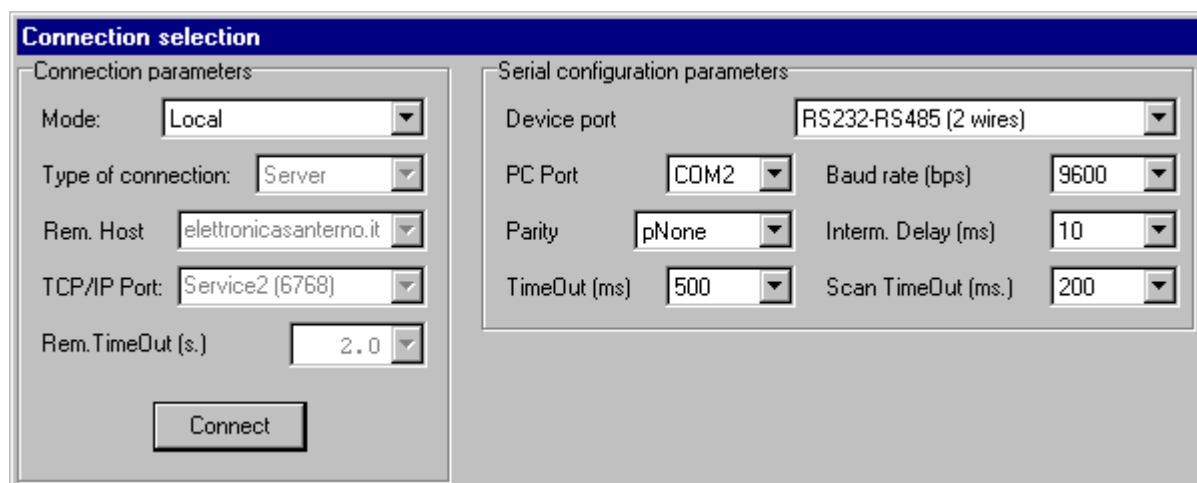 Connection selection
Connection parameters
Mode: Local
Type of connection: Server
Rem. Host elettronicasanterno.it
TCP/IP Port: Service2 (6768)
Rem.TimeOut (s.) 2.0
Connect
Serial configuration parameters
Device port RS232-RS485 (2 wires)
PC Port COM2 Baud rate (bps) 9600
Parity pNone Interm. Delay (ms) 10
TimeOut (ms) 500 Scan TimeOut (ms.) 200